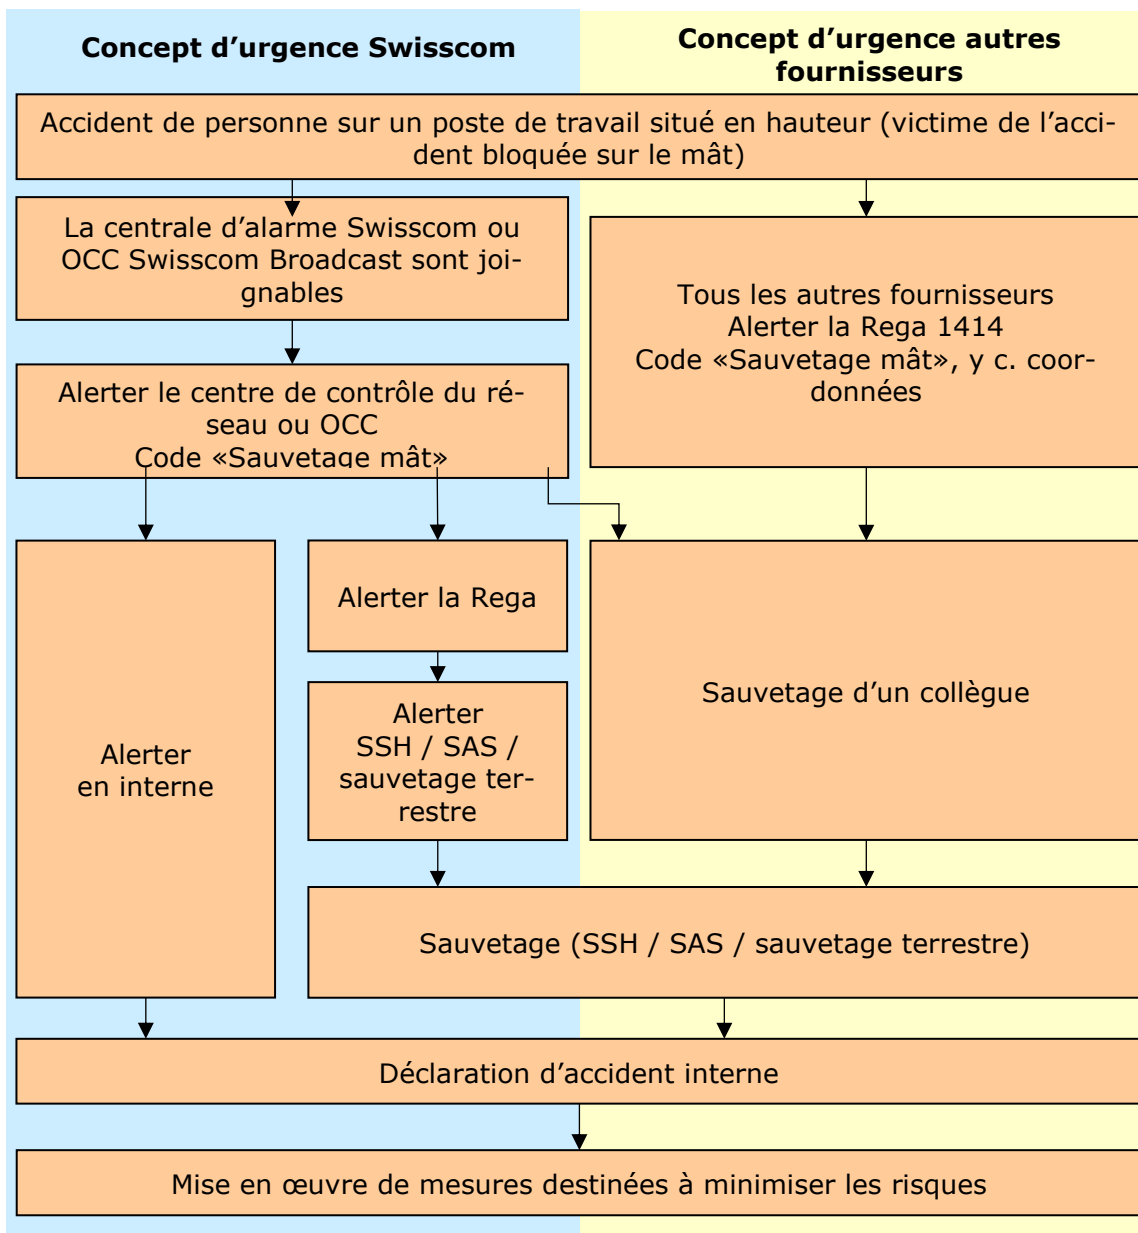 Concept d’urgence Swisscom
Concept d’urgence autres
fournisseurs
Accident de personne sur un poste de travail situé en hauteur (victime de l’acci-
dent bloquée sur le mât)
La centrale d’alarme Swisscom ou
OCC Swisscom Broadcast sont joi-
gnables
Tous les autres fournisseurs
Alerter la Rega 1414
Code «Sauvetage mât», y c. coor-
données
Alerter le centre de contrôle du ré-
seau ou OCC
Code «Sauvetage mât»
Alerter
en interne
Alerter la Rega
Alerter
SSH / SAS /
sauvetage ter-
restre
Sauvetage d’un collègue
Sauvetage (SSH / SAS / sauvetage terrestre)
Déclaration d’accident interne
Mise en œuvre de mesures destinées à minimiser les risques